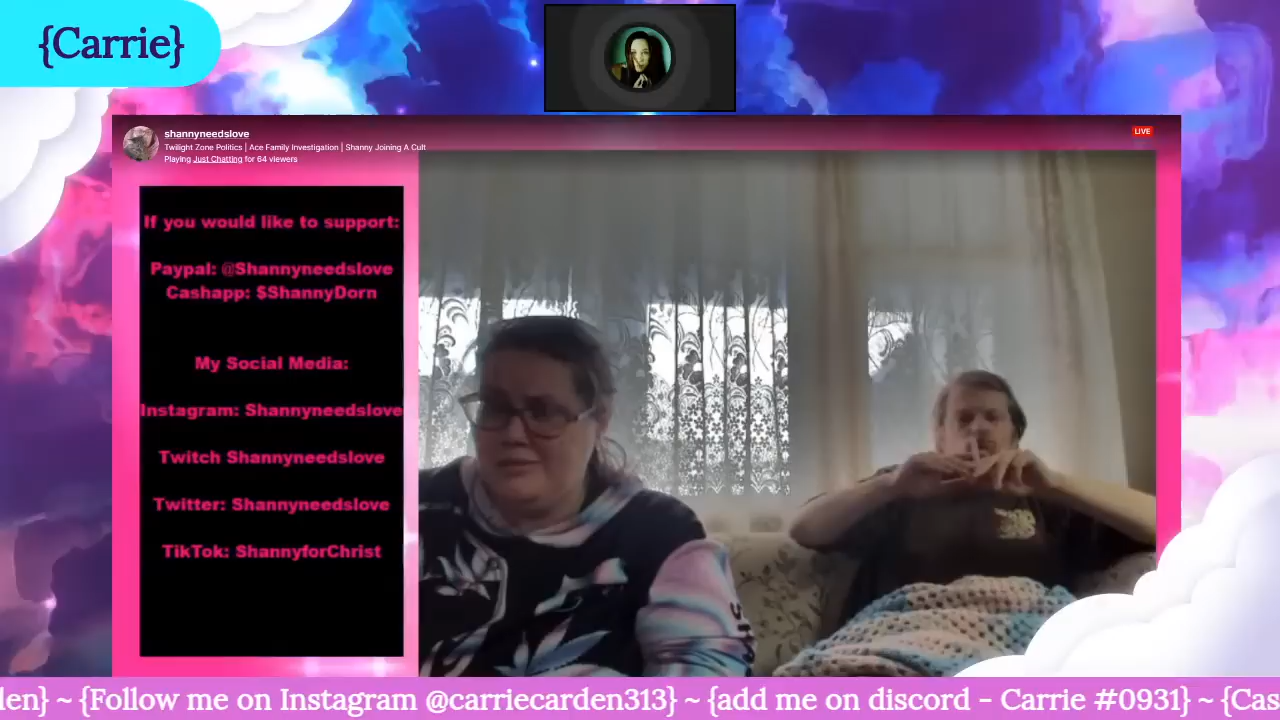 {Carrie}
shannyneedslove
Twilight Zone Politics | Ace Family Investigation | Shanny Joining A Cult
Playing Just Chatting for 64 viewers
LIVE
If you would like to support:
Paypal: @Shannyneedslove
Cashapp: $ShannyDorn
My Social Media:
Instagram: Shannyneedslove
Twitch Shannyneedslove
Twitter: Shannyneedslove
TikTok: ShannyforChrist
len} ~ {Follow me on Instagram @carriecarden313} ~ {add me on discord - Carrie #0931} ~ {Cas